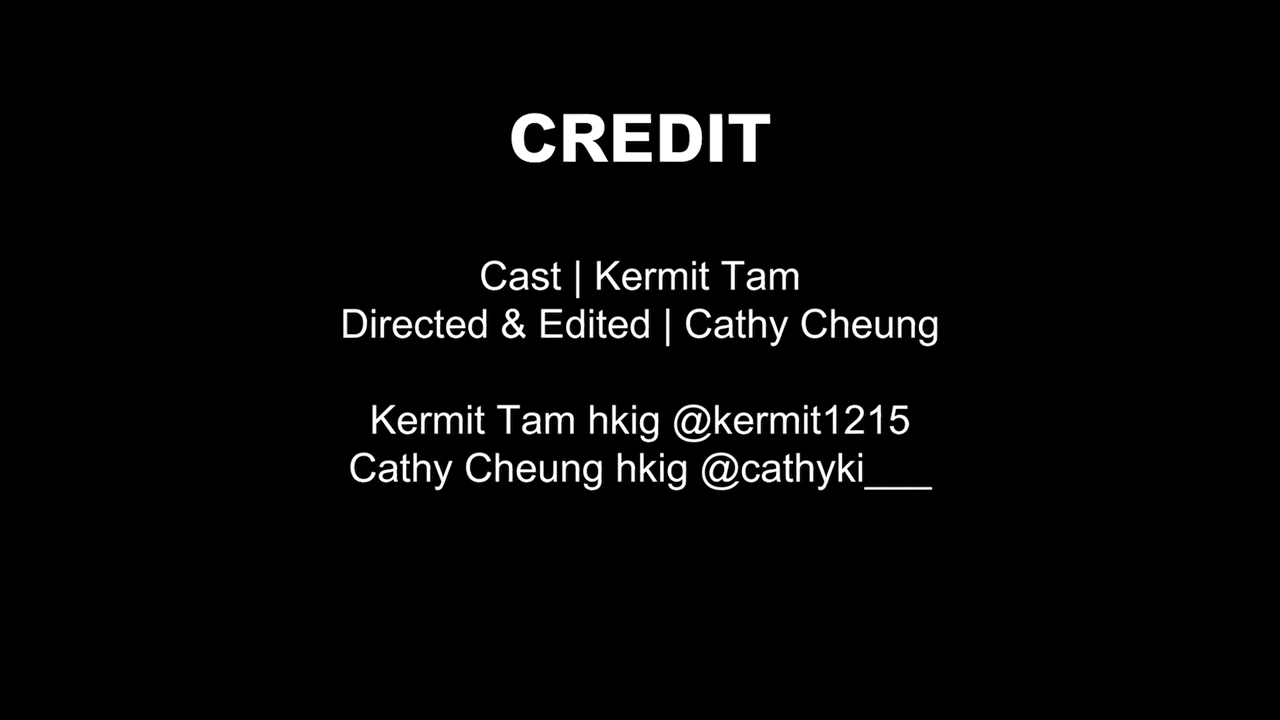 CREDIT
Cast | Kermit Tam
Directed & Edited | Cathy Cheung
Kermit Tam hkig @kermit1215
Cathy Cheung hkig @cathyki___